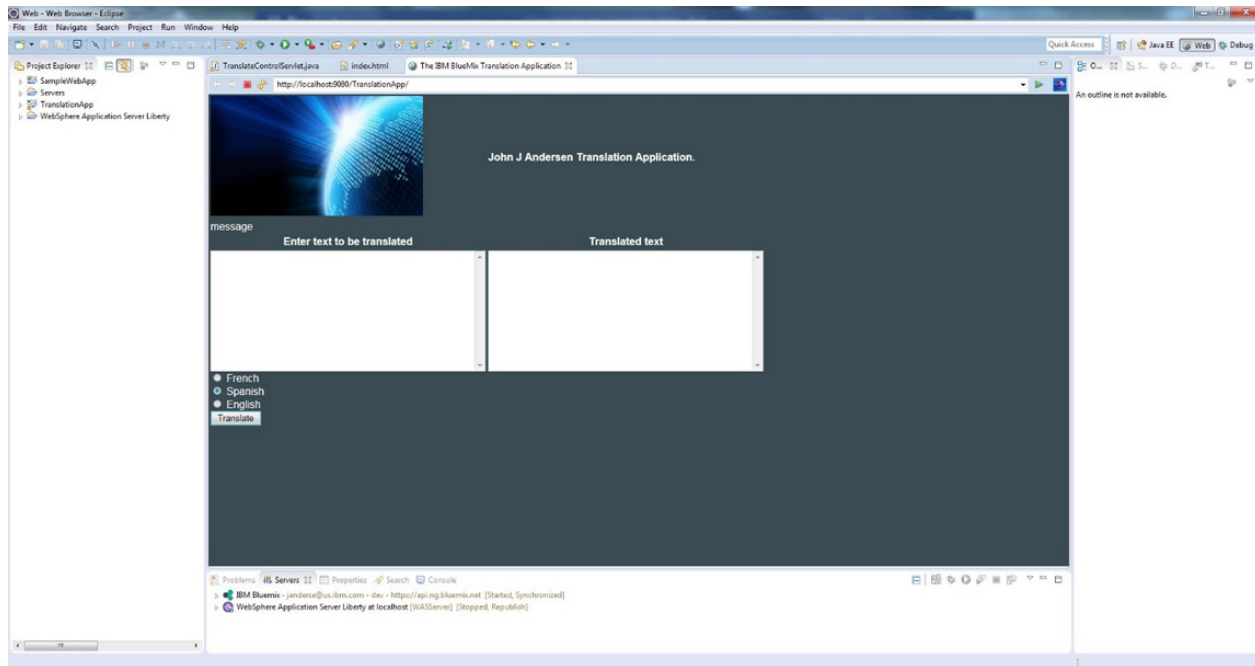 Web - Web Browser - Eclipse
File Edit Navigate Search Project Run Window Help
Quick Access Java EE Web Debug
Project Explorer
SampleWebApp
Servers
TranslationApp
WebSphere Application Server Liberty
TranslateControlServlet.java index.html The IBM BlueMix Translation Application
http://localhost:9080/TranslationApp/
John J Andersen Translation Application.
message
Enter text to be translated Translated text
French
Spanish
English
Translate
O... S... D... T...
An outline is not available.
Problems Servers Properties Search Console
IBM Bluemix - janderse@us.ibm.com - dev - https://api.ng.bluemix.net [Started, Synchronized]
WebSphere Application Server Liberty at localhost [WASServer] [Stopped, Republish]